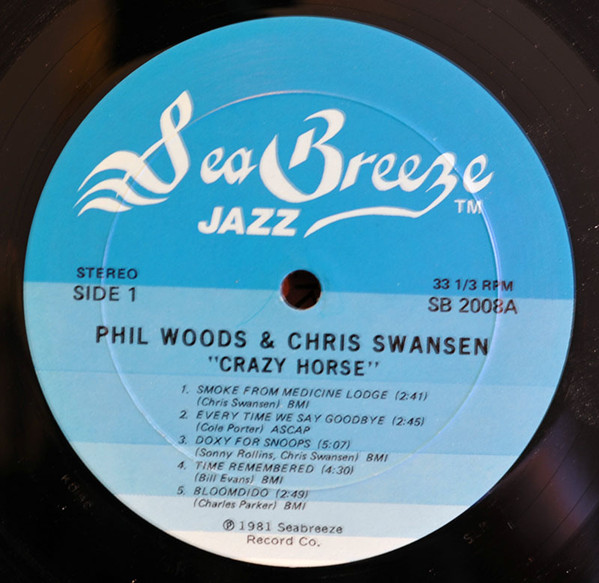 Sea Breeze TM
JAZZ
STEREO
SIDE 1
33 1/3 RPM
SB 2008A
PHIL WOODS & CHRIS SWANSEN
"CRAZY HORSE"
1. SMOKE FROM MEDICINE LODGE (2:41)
(Chris Swansen) BMI
2. EVERY TIME WE SAY GOODBYE (2:45)
(Cole Porter) ASCAP
3. DOXY FOR SNOOPS (5:07)
(Sonny Rollins, Chris Swansen) BMI
4. TIME REMEMBERED (4:30)
(Bill Evans) BMI
5. BLOOMDIDO (2:49)
(Charles Parker) BMI
℗ 1981 Seabreeze
Record Co.